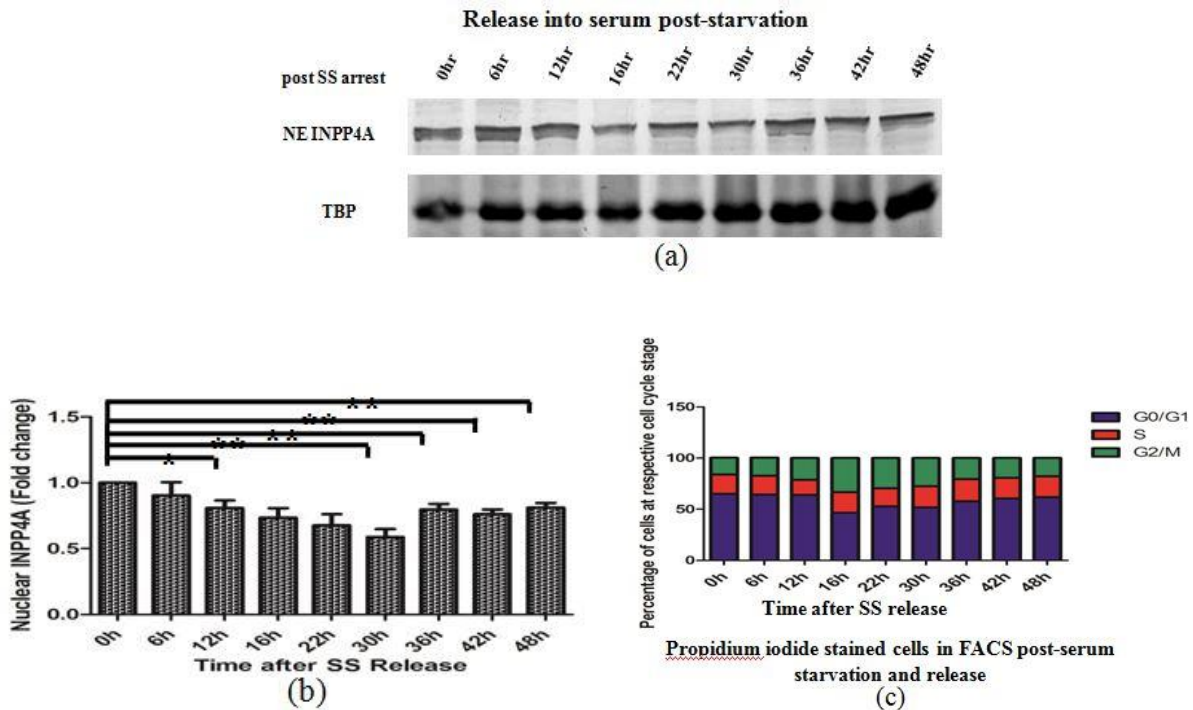 Release into serum post-starvation
post SS arrest 0hr 6hr 12hr 16hr 22hr 30hr 36hr 42hr 48hr
NE INPP4A
TBP
(a)
Nuclear INPP4A (Fold change)
1.5
1.0
0.5
0.0
* ** ** ** **
0h 6h 12h 16h 22h 30h 36h 42h 48h
Time after SS Release
(b)
Percentage of cells at respective cell cycle stage
150
100
50
0
G0/G1
S
G2/M
0h 6h 12h 16h 22h 30h 36h 42h 48h
Time after SS release
Propidium iodide stained cells in FACS post-serum
starvation and release
(c)